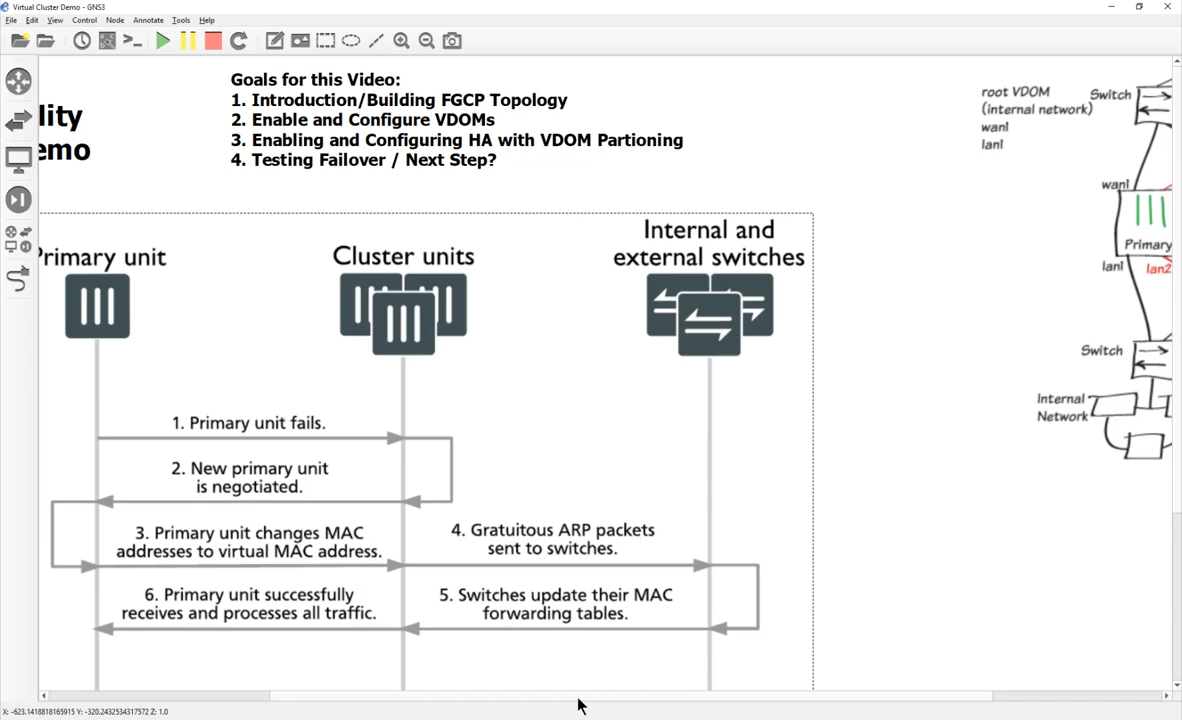 Virtual Cluster Demo - GNS3
File Edit View Control Node Annotate Tools Help
lity
emo
Goals for this Video:
1. Introduction/Building FGCP Topology
2. Enable and Configure VDOMs
3. Enabling and Configuring HA with VDOM Partioning
4. Testing Failover / Next Step?
Primary unit
Cluster units
Internal and
external switches
1. Primary unit fails.
2. New primary unit
is negotiated.
3. Primary unit changes MAC
addresses to virtual MAC address.
4. Gratuitous ARP packets
sent to switches.
6. Primary unit successfully
receives and processes all traffic.
5. Switches update their MAC
forwarding tables.
root VDOM
(internal network)
wan1
lan1
Switch
wan1
Primary
lan1
lan2
Switch
Internal
Network
X: -623.1418818165915 Y: -320.2432534317572 Z: 1.0